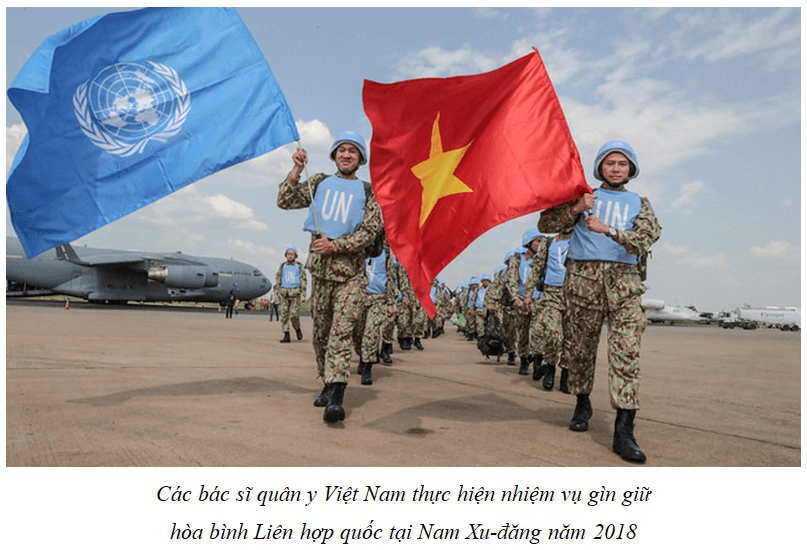 UN
UN
Các bác sĩ quân y Việt Nam thực hiện nhiệm vụ gìn giữ
hòa bình Liên hợp quốc tại Nam Xu-đăng năm 2018